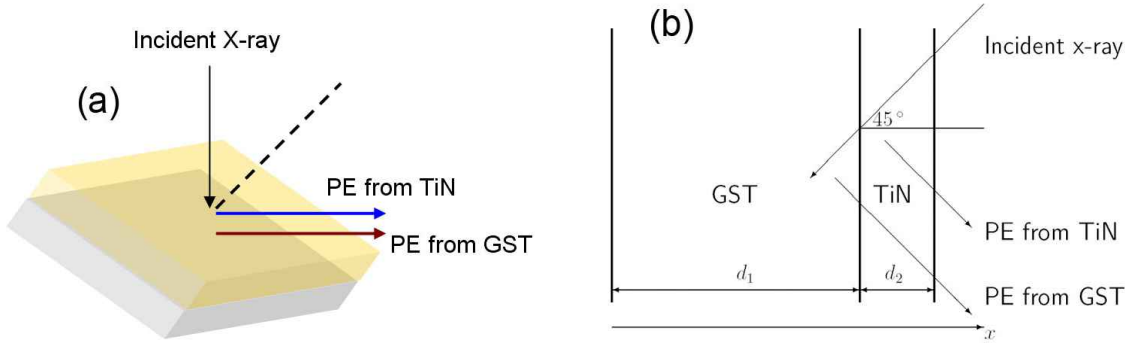 (a)
Incident X-ray
PE from TiN
PE from GST
(b)
Incident x-ray
45°
GST
TiN
PE from TiN
d₁
d₂
PE from GST
x